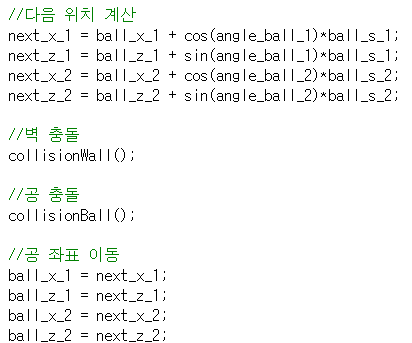 //다음 위치 계산
next_x_1 = ball_x_1 + cos(angle_ball_1)*ball_s_1;
next_z_1 = ball_z_1 + sin(angle_ball_1)*ball_s_1;
next_x_2 = ball_x_2 + cos(angle_ball_2)*ball_s_2;
next_z_2 = ball_z_2 + sin(angle_ball_2)*ball_s_2;
//벽 충돌
collisionWall();
//공 충돌
collisionBall();
//공 좌표 이동
ball_x_1 = next_x_1;
ball_z_1 = next_z_1;
ball_x_2 = next_x_2;
ball_z_2 = next_z_2;